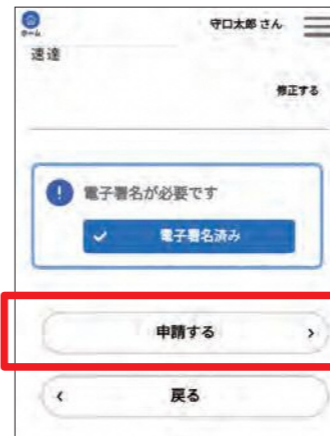 ホーム
守口太郎 さん
速達
修正する
! 電子署名が必要です
✓ 電子署名済み
申請する >
< 戻る